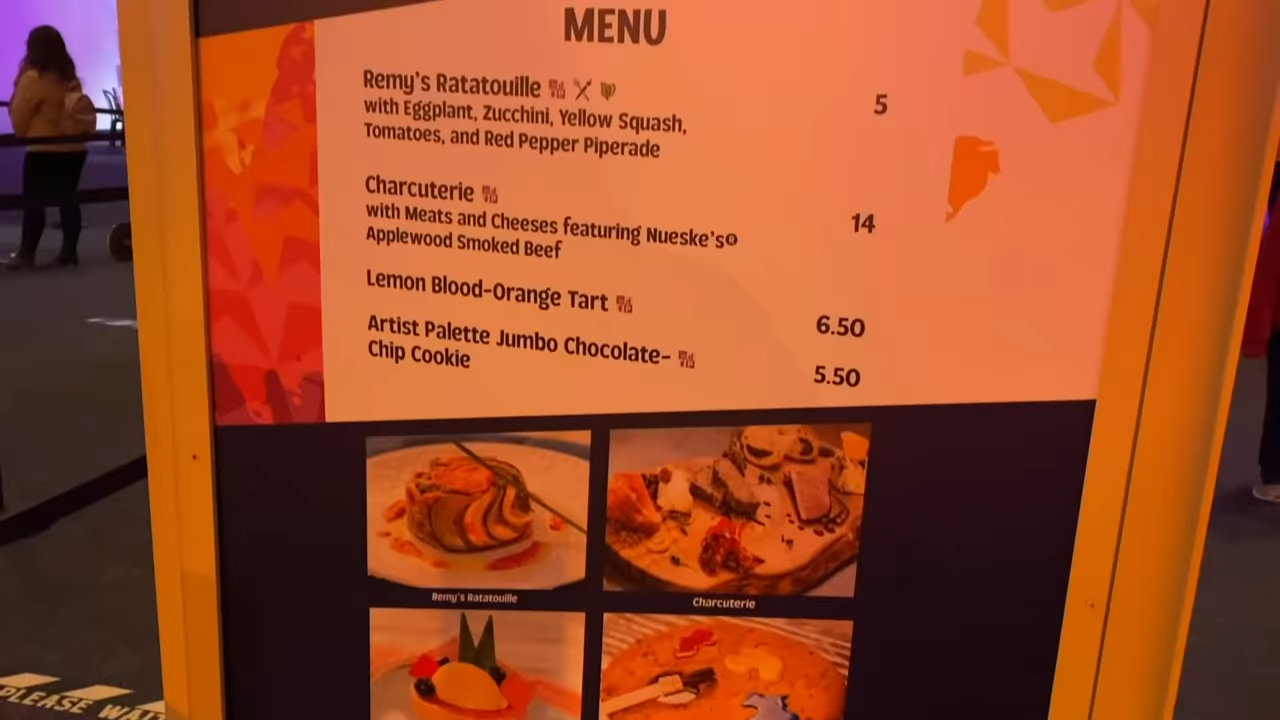 MENU
Remy's Ratatouille
with Eggplant, Zucchini, Yellow Squash,
Tomatoes, and Red Pepper Piperade
5
Charcuterie
with Meats and Cheeses featuring Nueske's®
Applewood Smoked Beef
14
Lemon Blood-Orange Tart
6.50
Artist Palette Jumbo Chocolate-
Chip Cookie
5.50
Remy's Ratatouille
Charcuterie
PLEASE WAIT